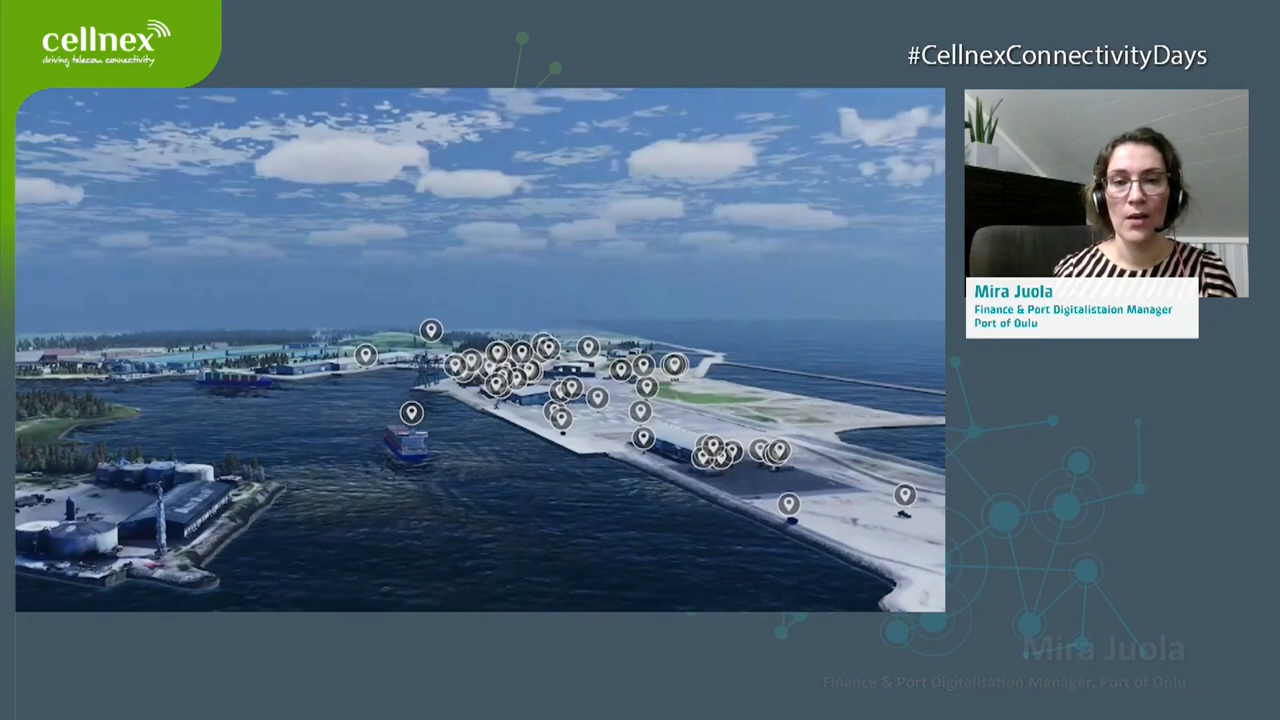 cellnex
driving telecom connectivity
#CellnexConnectivityDays
Mira Juola
Finance & Port Digitalistaion Manager
Port of Oulu
Mira Juola
Finance & Port Digitalisation Manager, Port of Oulu